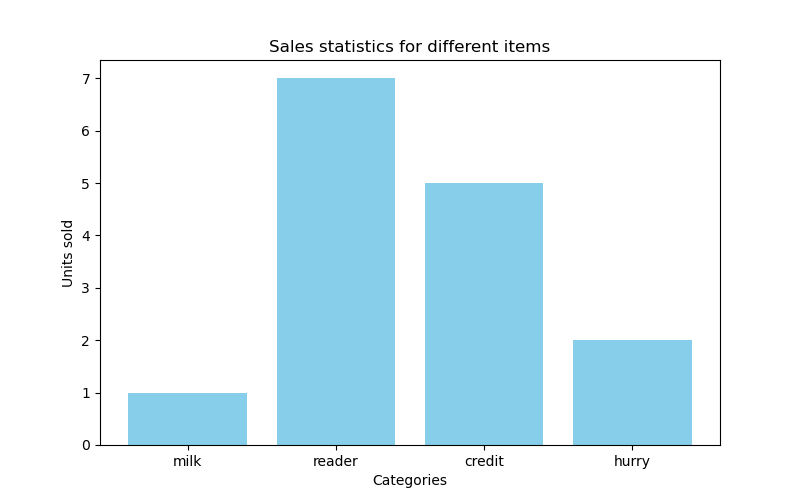 Sales statistics for different items
7
6
5
4
3
2
1
0
Units sold
milk reader credit hurry
Categories